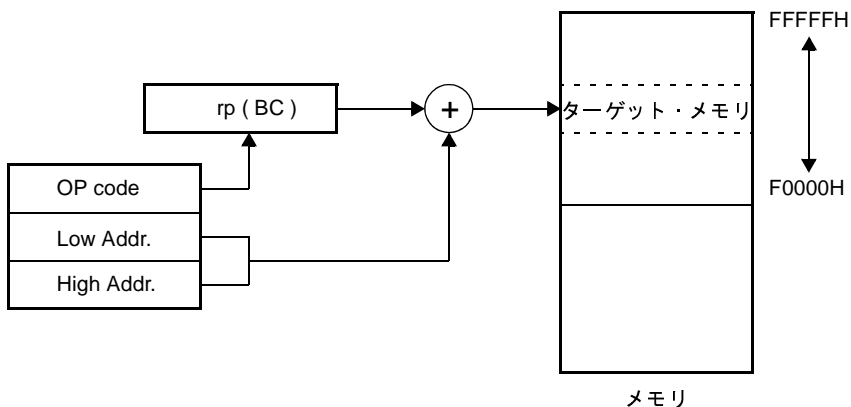 FFFFFH
rp ( BC )
+
ターゲット・メモリ
OP code
F0000H
Low Addr.
High Addr.
メモリ